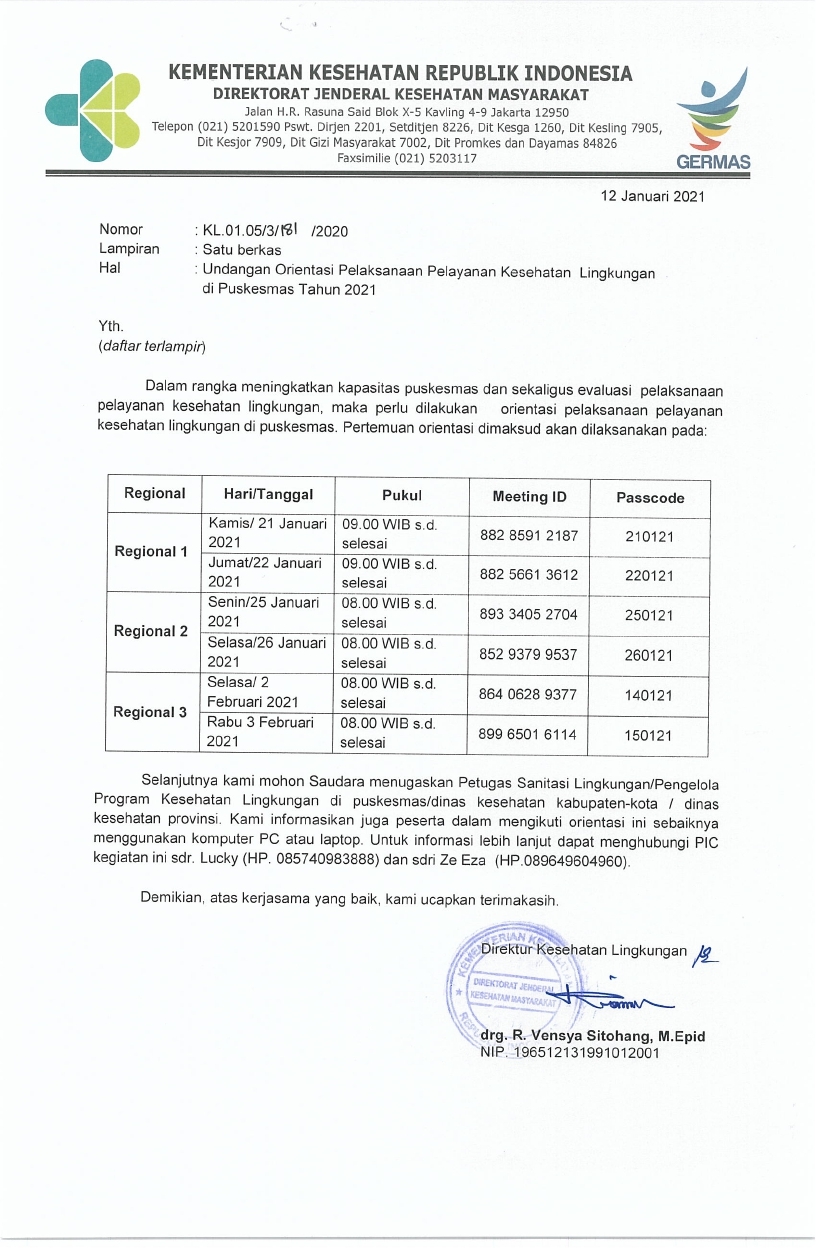 KEMENTERIAN KESEHATAN REPUBLIK INDONESIA
DIREKTORAT JENDERAL KESEHATAN MASYARAKAT
Jalan H.R. Rasuna Said Blok X-5 Kavling 4-9 Jakarta 12950
Telepon (021) 5201590 Pswt. Dirjen 2201, Setditjen 8226, Dit Kesga 1260, Dit Kesling 7905,
Dit Kesjor 7909, Dit Gizi Masyarakat 7002, Dit Promkes dan Dayamas 84826
Faxsimilie (021) 5203117
GERMAS
12 Januari 2021
Nomor : KL.01.05/3/181 /2020
Lampiran : Satu berkas
Hal : Undangan Orientasi Pelaksanaan Pelayanan Kesehatan Lingkungan
di Puskesmas Tahun 2021
Yth.
(daftar terlampir)
Dalam rangka meningkatkan kapasitas puskesmas dan sekaligus evaluasi pelaksanaan
pelayanan kesehatan lingkungan, maka perlu dilakukan orientasi pelaksanaan pelayanan
kesehatan lingkungan di puskesmas. Pertemuan orientasi dimaksud akan dilaksanakan pada:
Regional Hari/Tanggal Pukul Meeting ID Passcode
Regional 1
Kamis/ 21 Januari
2021
09.00 WIB s.d.
selesai
882 8591 2187
210121
Jumat/22 Januari
2021
09.00 WIB s.d.
selesai
882 5661 3612
220121
Regional 2
Senin/25 Januari
2021
08.00 WIB s.d.
selesai
893 3405 2704
250121
Selasa/26 Januari
2021
08.00 WIB s.d.
selesai
852 9379 9537
260121
Regional 3
Selasa/ 2
Februari 2021
08.00 WIB s.d.
selesai
864 0628 9377
140121
Rabu 3 Februari
2021
08.00 WIB s.d.
selesai
899 6501 6114
150121
Selanjutnya kami mohon Saudara menugaskan Petugas Sanitasi Lingkungan/Pengelola
Program Kesehatan Lingkungan di puskesmas/dinas kesehatan kabupaten-kota / dinas
kesehatan provinsi. Kami informasikan juga peserta dalam mengikuti orientasi ini sebaiknya
menggunakan komputer PC atau laptop. Untuk informasi lebih lanjut dapat menghubungi PIC
kegiatan ini sdr. Lucky (HP. 085740983888) dan sdri Ze Eza (HP.089649604960).
Demikian, atas kerjasama yang baik, kami ucapkan terimakasih.
Direktur Kesehatan Lingkungan
KEMENTERIAN
DIREKTORAT JENDERAL
KESEHATAN MASYARAKAT
drg. R. Vensya Sitohang, M.Epid
NIP. 196512131991012001